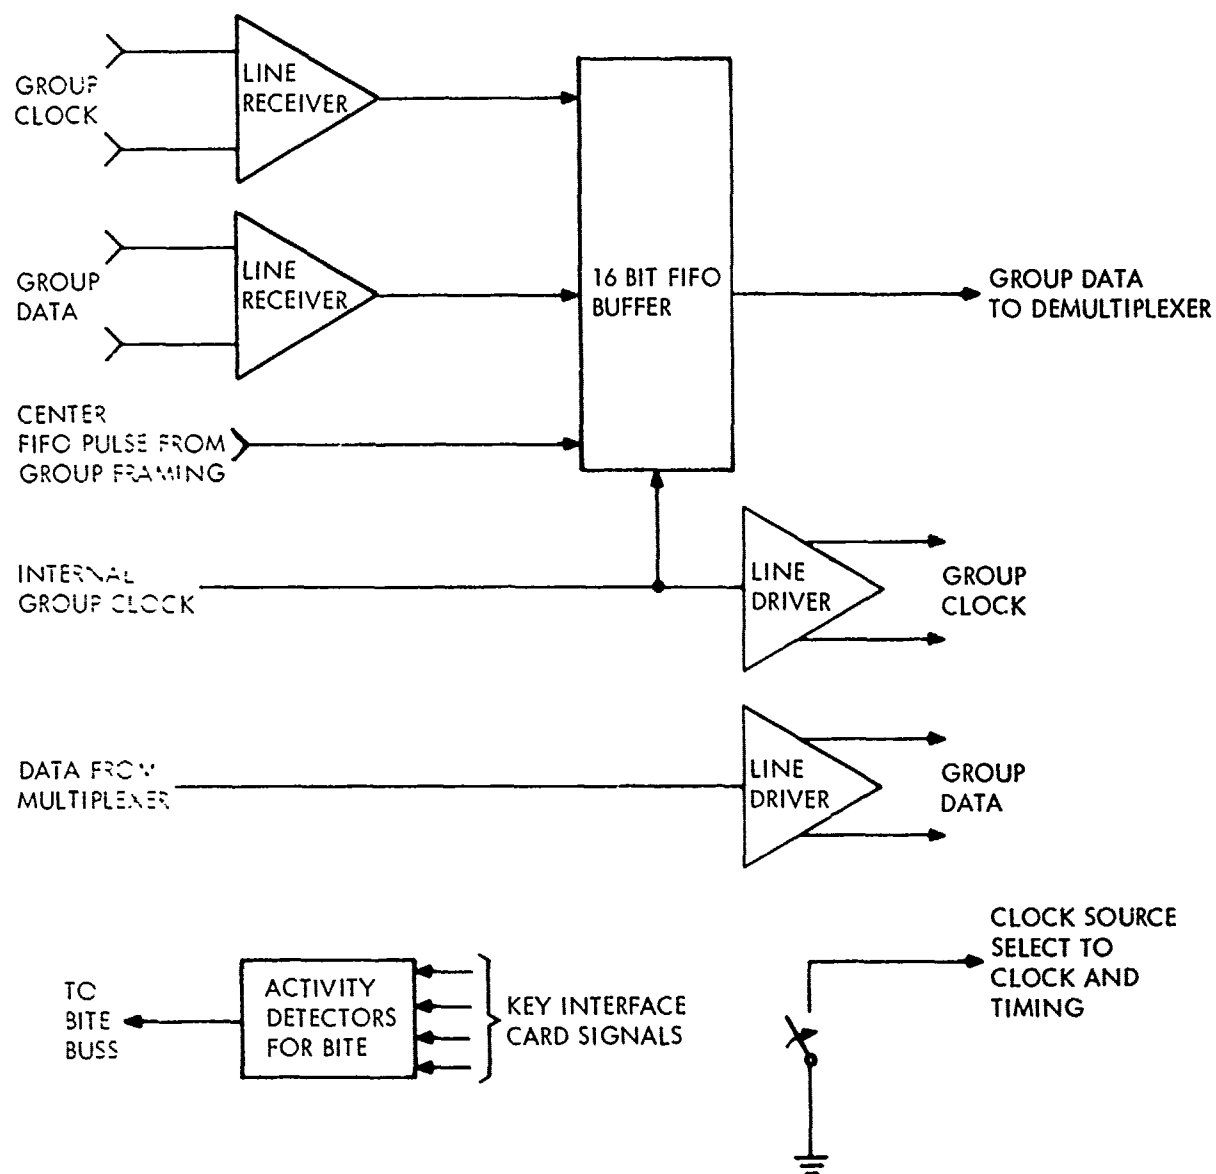 GROUP
CLOCK
LINE
RECEIVER
GROUP
DATA
LINE
RECEIVER
16 BIT FIFO
BUFFER
GROUP DATA
TO DEMULTIPLEXER
CENTER
FIFO PULSE FROM
GROUP FRAMING
INTERNAL
GROUP CLOCK
LINE
DRIVER
GROUP
CLOCK
DATA FROM
MULTIPLEXER
LINE
DRIVER
GROUP
DATA
TO
BITE
BUSS
ACTIVITY
DETECTORS
FOR BITE
KEY INTERFACE
CARD SIGNALS
CLOCK SOURCE
SELECT TO
CLOCK AND
TIMING